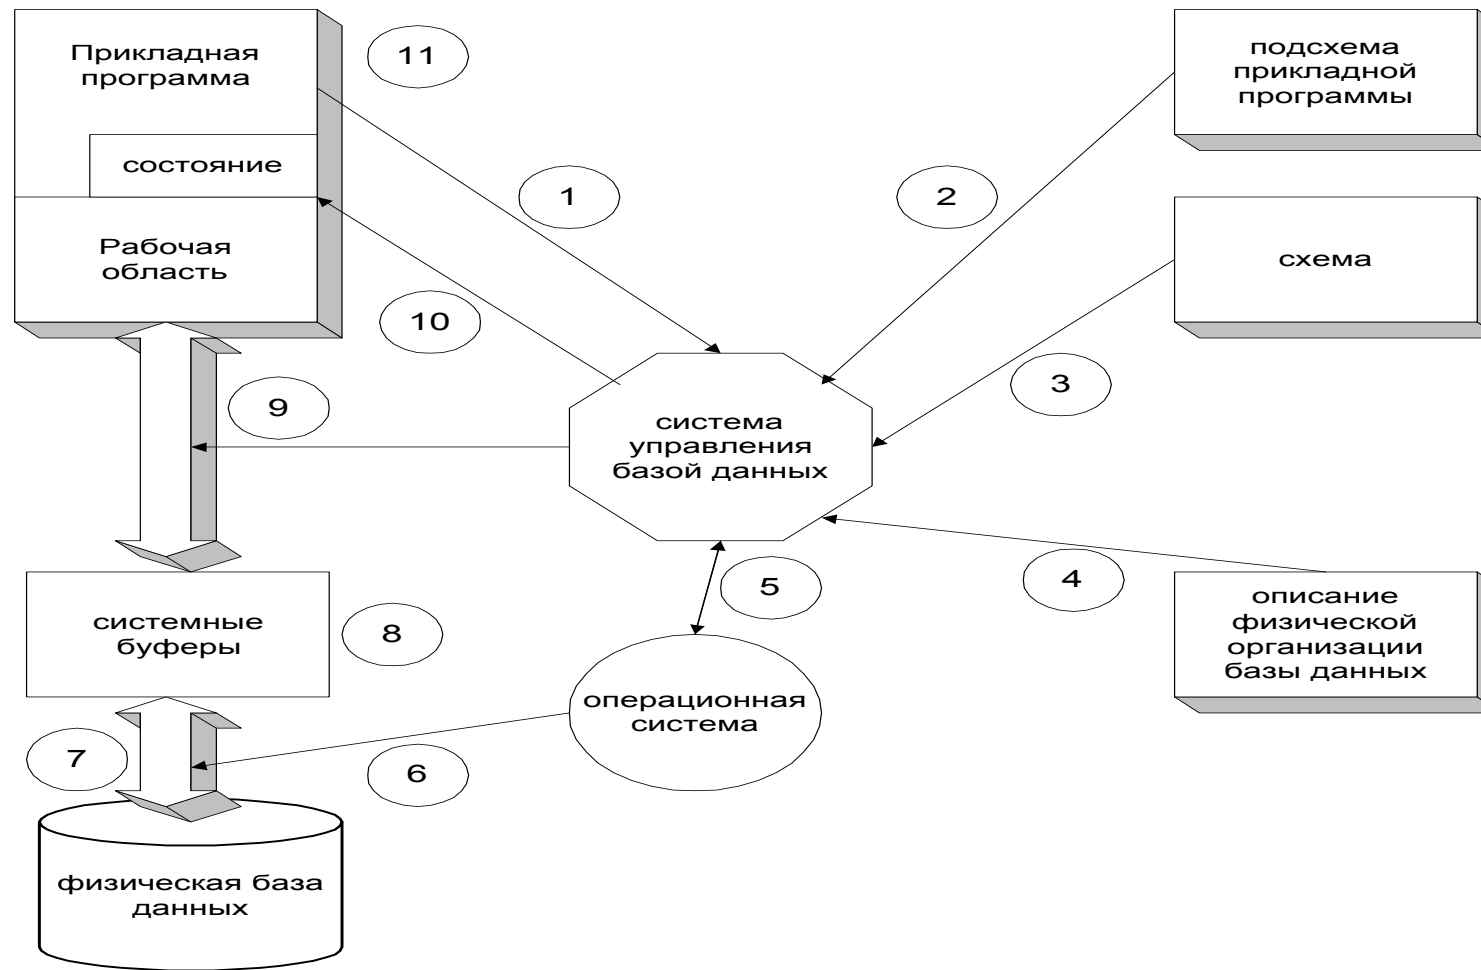 Прикладная
программа
11
состояние
Рабочая
область
1
2
подсхема
прикладной
программы
схема
10
3
9
система
управления
базой данных
4
5
описание
физической
организации
базы данных
системные
буферы
8
операционная
система
7
6
физическая база
данных